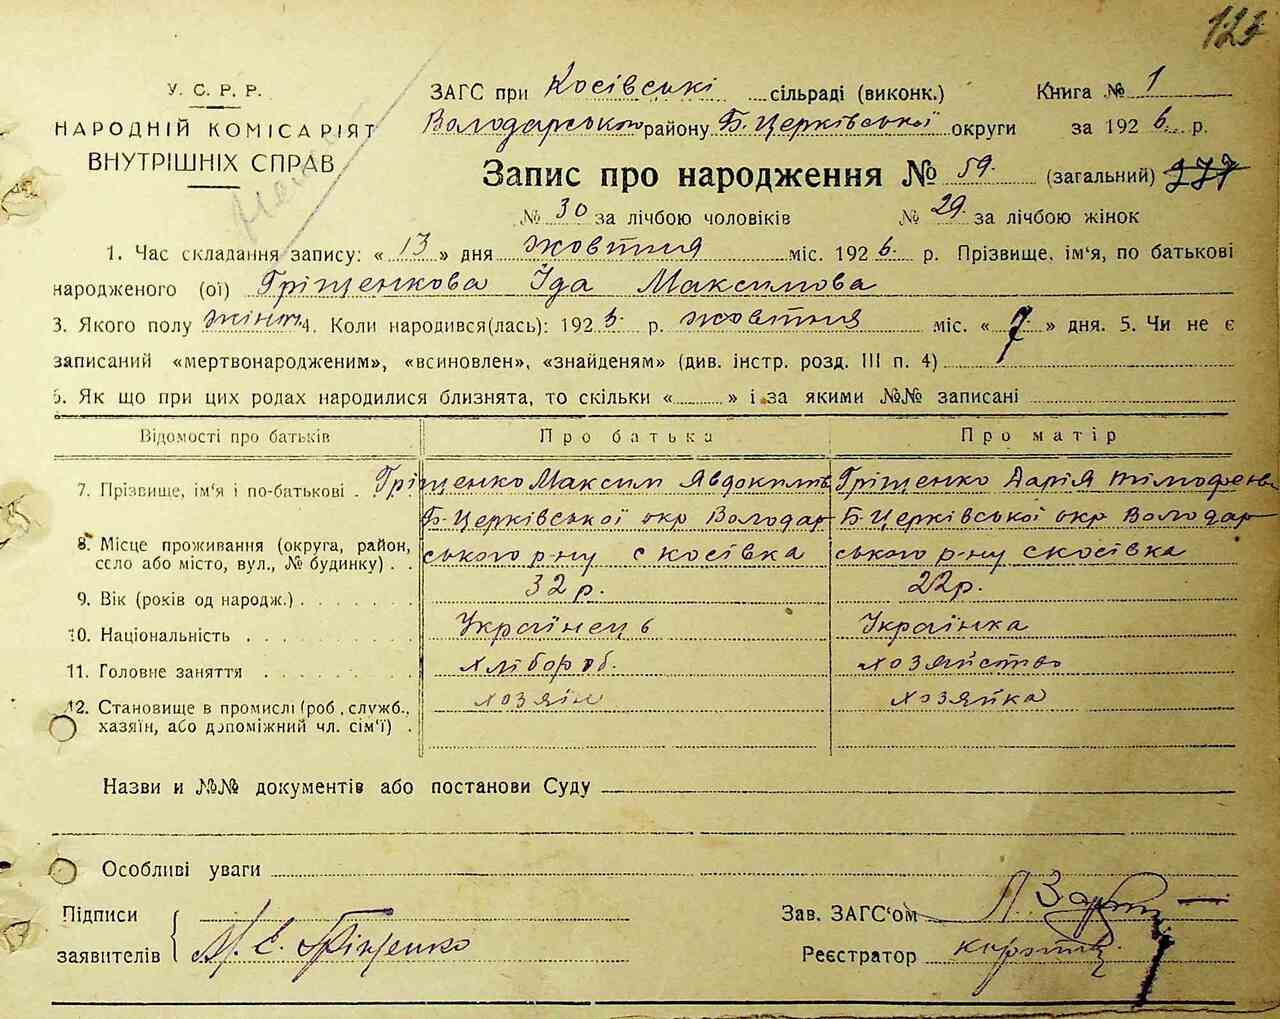 У. С. Р. Р.
НАРОДНІЙ КОМІСАРІЯТ
ВНУТРІШНІХ СПРАВ
ЗАГС при Косівські сільраді (виконк.) Книга № 1
Володарського району Б. Церківської округи за 1926 р.
Запис про народження № 59. (загальний)
№ 30 за лічбою чоловіків № 29. за лічбою жінок
1. Час складання запису: « 13 » дня жовтня міс. 1926. р. Прізвище, ім'я, по батькові
народженого (ої) Гріщенкова Іда Максимова
3. Якого полу жіноч 4. Коли народився(лась): 192 р. жовтня міс. « 7 » дня. 5. Чи не є
записаний «мертвонародженим», «всиновлен», «знайденям» (див. інстр. розд. III п. 4)
6. Як що при цих родах народилися близнята, то скільки « » і за якими №№ записані
Відомості про батьків Про батька Про матір
7. Прізвище, ім'я і по-батькові . Гріщенко Максим Явдоким Гріщенко Дарія Тімофеевн
Б-Церківської окр Володар- Б-Церківської окр Володар
8. Місце проживання (округа, район, ського р-ну с Косівка ського р-ну с Косівка
село або місто, вул., № будинку) . .
9. Вік (років од народж.) 32 р. 22 р.
10. Національність Українець Українка
11. Головне заняття хлібороб. хозяйство
12. Становище в промислі (роб., служб., хозяїн хозяйка
хазяїн, або допоміжний чл. сім'ї) .
Назви и №№ документів або постанови Суду
Особливі уваги
Підписи Зав. ЗАГС'ом
заявителів М. Є. Гріщенко Реєстратор